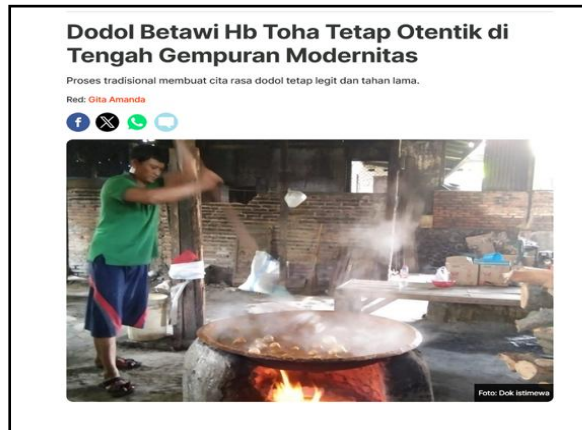 Dodol Betawi Hb Toha Tetap Otentik di
Tengah Gempuran Modernitas
Proses tradisional membuat cita rasa dodol tetap legit dan tahan lama.
Red: Gita Amanda
Foto: Dok istimewa